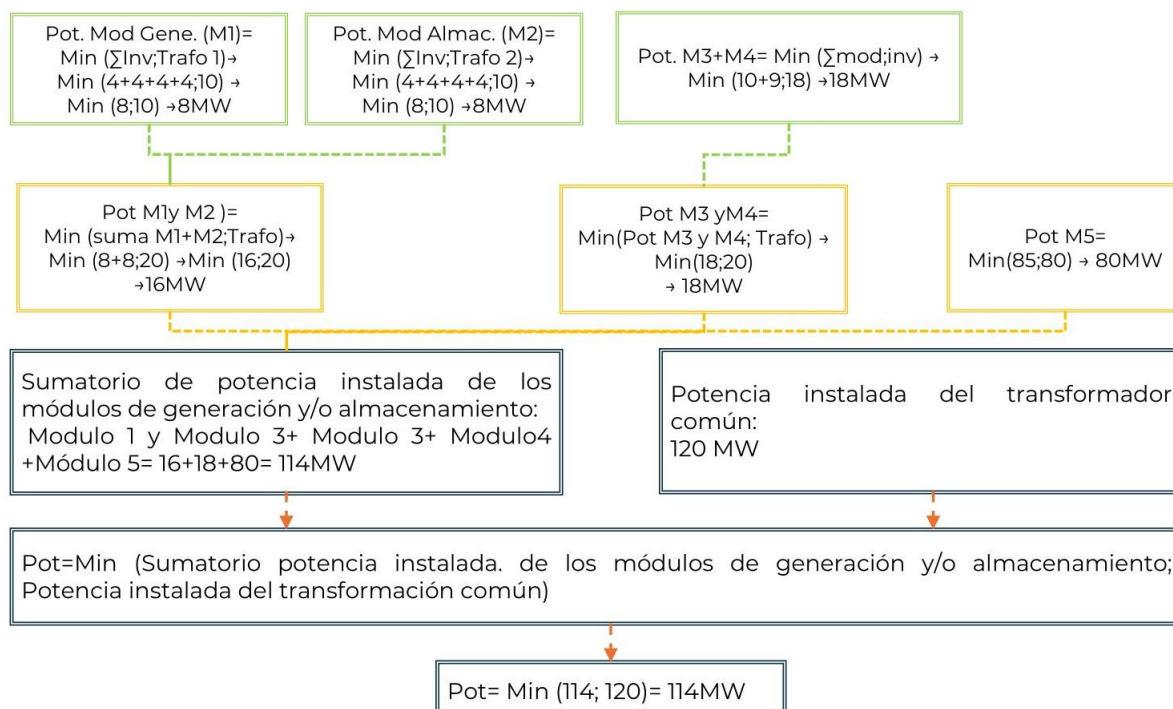 Pot. Mod Gene. (M1)=
Min (∑Inv;Trafo 1)→
Min (4+4+4+4;10) →
Min (8;10) →8MW
Pot. Mod Almac. (M2)=
Min (∑Inv;Trafo 2)→
Min (4+4+4+4;10) →
Min (8;10) →8MW
Pot. M3+M4= Min (∑mod;inv) →
Min (10+9;18) →18MW
Pot M1y M2 )=
Min (suma M1+M2;Trafo)→
Min (8+8;20) →Min (16;20)
→16MW
Pot M3 yM4=
Min(Pot M3 y M4; Trafo) →
Min(18;20)
→ 18MW
Pot M5=
Min(85;80) → 80MW
Sumatorio de potencia instalada de los
módulos de generación y/o almacenamiento:
Modulo 1 y Modulo 3+ Modulo 3+ Modulo4
+Módulo 5= 16+18+80= 114MW
Potencia instalada del transformador
común:
120 MW
Pot=Min (Sumatorio potencia instalada. de los módulos de generación y/o almacenamiento;
Potencia instalada del transformación común)
Pot= Min (114; 120)= 114MW